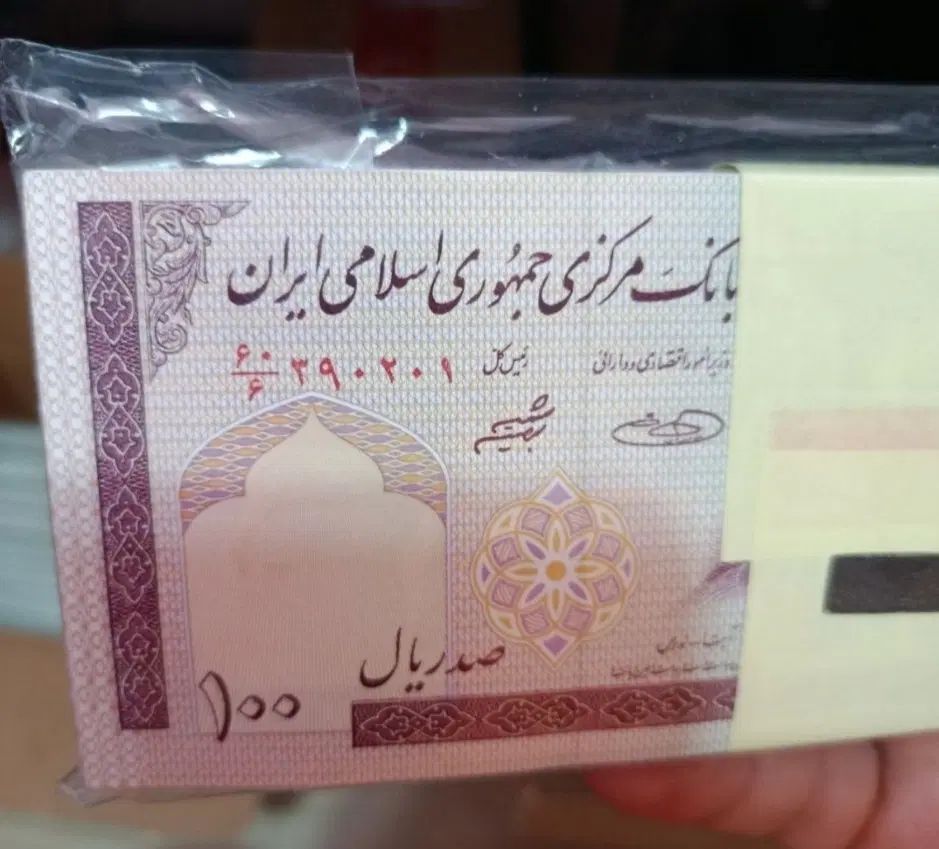 بانک مرکزی جمهوری اسلامی ایران
۶۰/۶ ۳۹۰۲۰۱
رئیس کل
وزیر امور اقتصادی و دارائی
صد ریال
۱۰۰